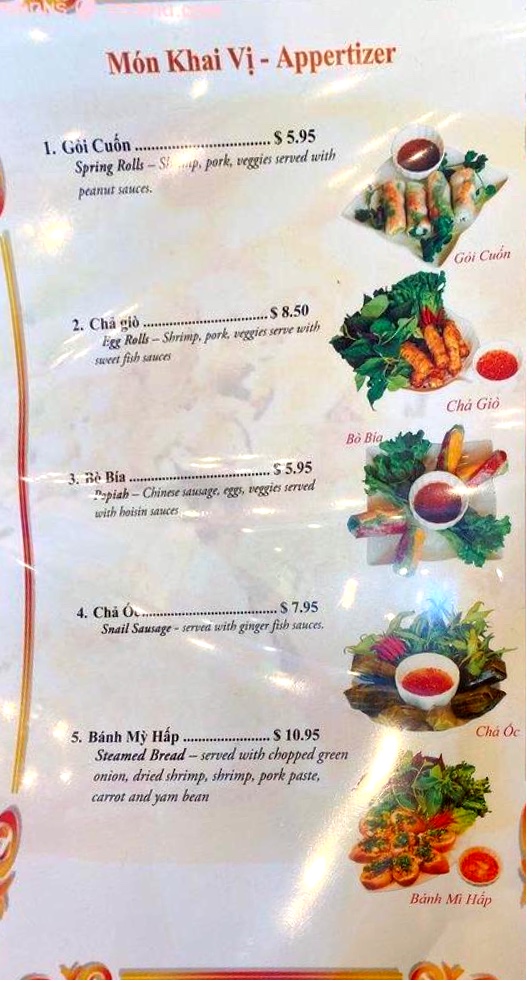 Món Khai Vị - Appertizer
1. Gỏi Cuốn ................................ $ 5.95
Spring Rolls – pork, veggies served with
peanut sauces.
Gỏi Cuốn
2. Chả giò .............................. $ 8.50
Egg Rolls – Shrimp, pork, veggies serve with
sweet fish sauces
Chả Giò
Bò Bía
3. Bò Bía ................................. $ 5.95
Popiah – Chinese sausage, eggs, veggies served
with hoisin sauces
4. Chả Ốc ................................ $ 7.95
Snail Sausage - served with ginger fish sauces.
Chả Ốc
5. Bánh Mỳ Hấp ..................... $ 10.95
Steamed Bread – served with chopped green
onion, dried shrimp, shrimp, pork paste,
carrot and yam bean
Bánh Mì Hấp